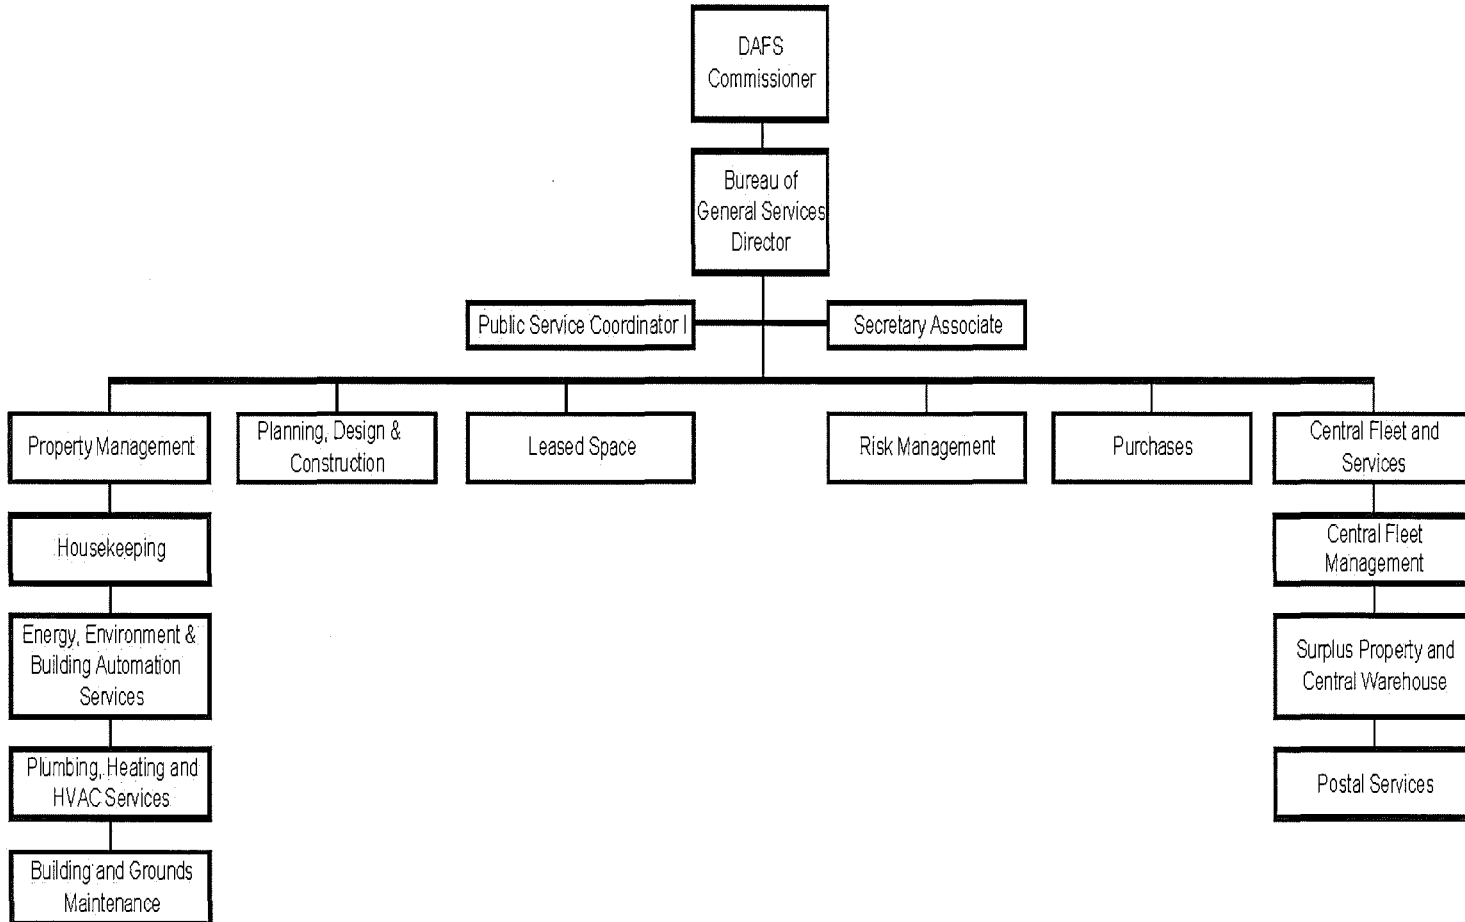 DAFS
Commissioner
Bureau of
General Services
Director
Public Service Coordinator I
Secretary Associate
Property Management
Planning, Design &
Construction
Leased Space
Risk Management
Purchases
Central Fleet and
Services
Housekeeping
Central Fleet
Management
Energy, Environment &
Building Automation
Services
Surplus Property and
Central Warehouse
Plumbing, Heating and
HVAC Services
Postal Services
Building and Grounds
Maintenance